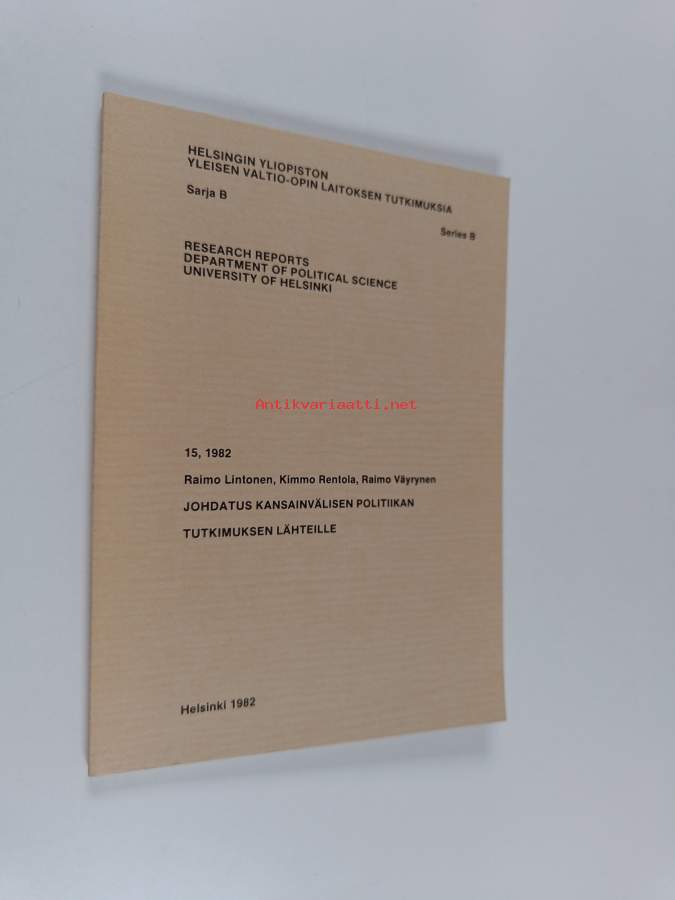 HELSINGIN YLIOPISTON
YLEISEN VALTIO-OPIN LAITOKSEN TUTKIMUKSIA
Sarja B
Series B
RESEARCH REPORTS
DEPARTMENT OF POLITICAL SCIENCE
UNIVERSITY OF HELSINKI
Antikvariaatti.net
15, 1982
Raimo Lintonen, Kimmo Rentola, Raimo Väyrynen
JOHDATUS KANSAINVÄLISEN POLITIIKAN
TUTKIMUKSEN LÄHTEILLE
Helsinki 1982